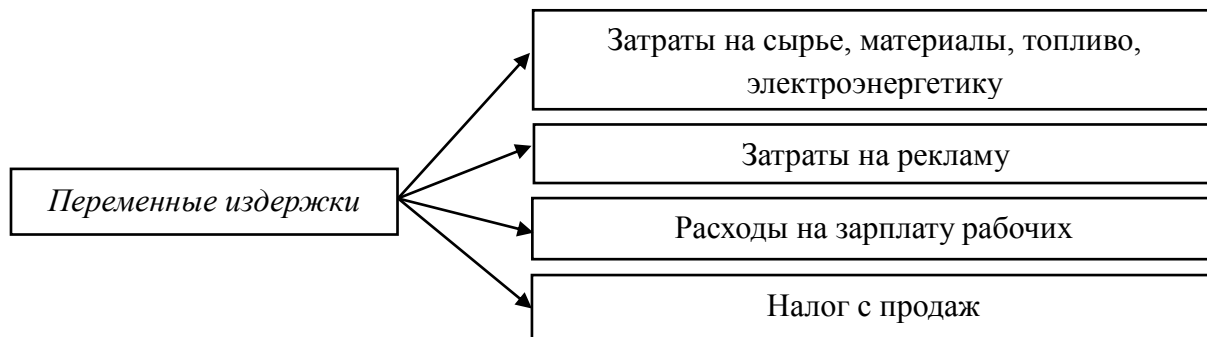 Затраты на сырье, материалы, топливо,
электроэнергетику
Затраты на рекламу
Переменные издержки
Расходы на зарплату рабочих
Налог с продаж